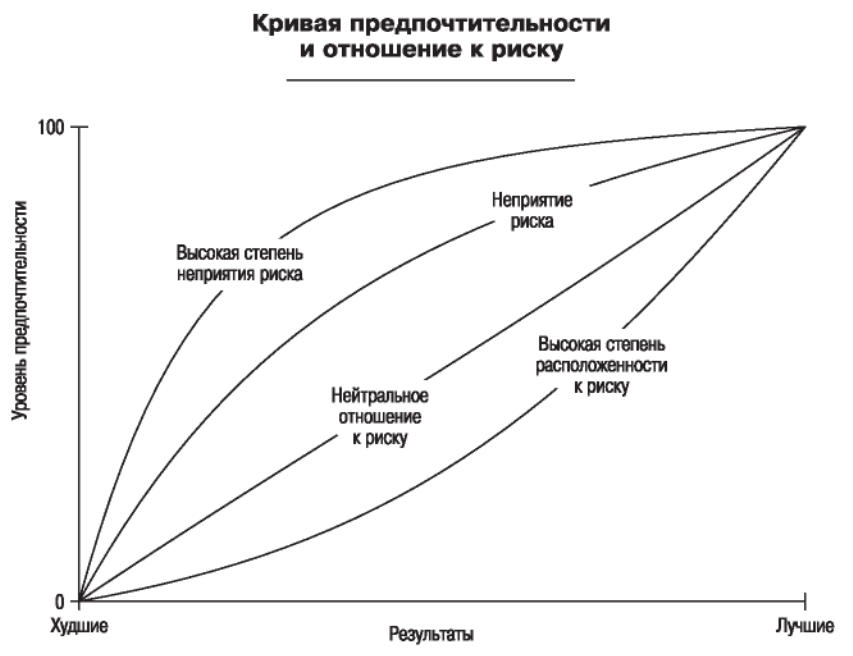 Кривая предпочтительности
и отношение к риску
100
Уровень предпочтительности
Неприятие
риска
Высокая степень
неприятия риска
Высокая степень
расположенности
к риску
Нейтральное
отношение
к риску
0
Худшие
Результаты
Лучшие